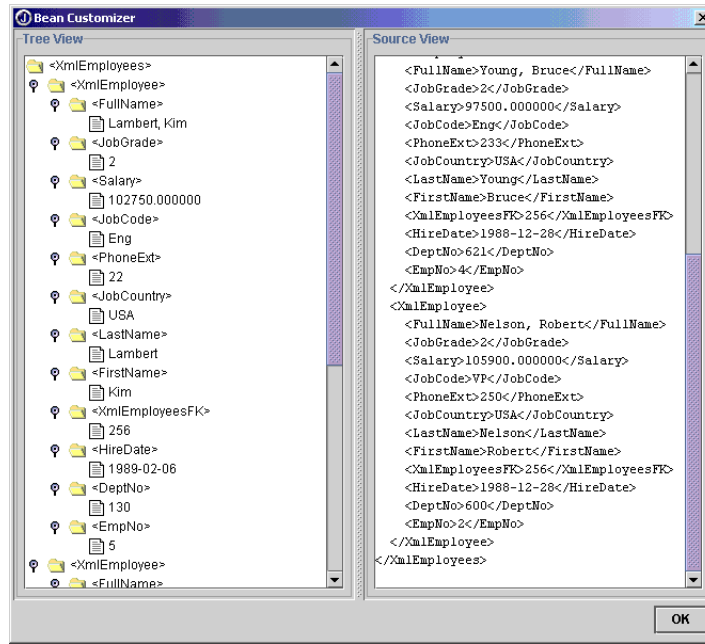 Bean Customizer
Tree View
<XmlEmployees>
<XmlEmployee>
<FullName>
Lambert, Kim
<JobGrade>
2
<Salary>
102750.000000
<JobCode>
Eng
<PhoneExt>
22
<JobCountry>
USA
<LastName>
Lambert
<FirstName>
Kim
<XmlEmployeesFK>
256
<HireDate>
1989-02-06
<DeptNo>
130
<EmpNo>
5
<XmlEmployee>
<FullName>
Source View
<FullName>Young, Bruce</FullName>
<JobGrade>2</JobGrade>
<Salary>97500.000000</Salary>
<JobCode>Eng</JobCode>
<PhoneExt>233</PhoneExt>
<JobCountry>USA</JobCountry>
<LastName>Young</LastName>
<FirstName>Bruce</FirstName>
<XmlEmployeesFK>256</XmlEmployeesFK>
<HireDate>1988-12-28</HireDate>
<DeptNo>621</DeptNo>
<EmpNo>4</EmpNo>
</XmlEmployee>
<XmlEmployee>
<FullName>Nelson, Robert</FullName>
<JobGrade>2</JobGrade>
<Salary>105900.000000</Salary>
<JobCode>VP</JobCode>
<PhoneExt>250</PhoneExt>
<JobCountry>USA</JobCountry>
<LastName>Nelson</LastName>
<FirstName>Robert</FirstName>
<XmlEmployeesFK>256</XmlEmployeesFK>
<HireDate>1988-12-28</HireDate>
<DeptNo>600</DeptNo>
<EmpNo>2</EmpNo>
</XmlEmployee>
</XmlEmployees>
OK